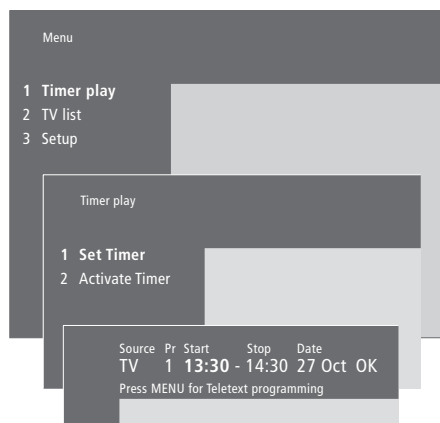 Menu
1 Timer play
2 TV list
3 Setup
Timer play
1 Set Timer
2 Activate Timer
Source Pr Start Stop Date
TV 1 13:30 - 14:30 27 Oct OK
Press MENU for Teletext programming